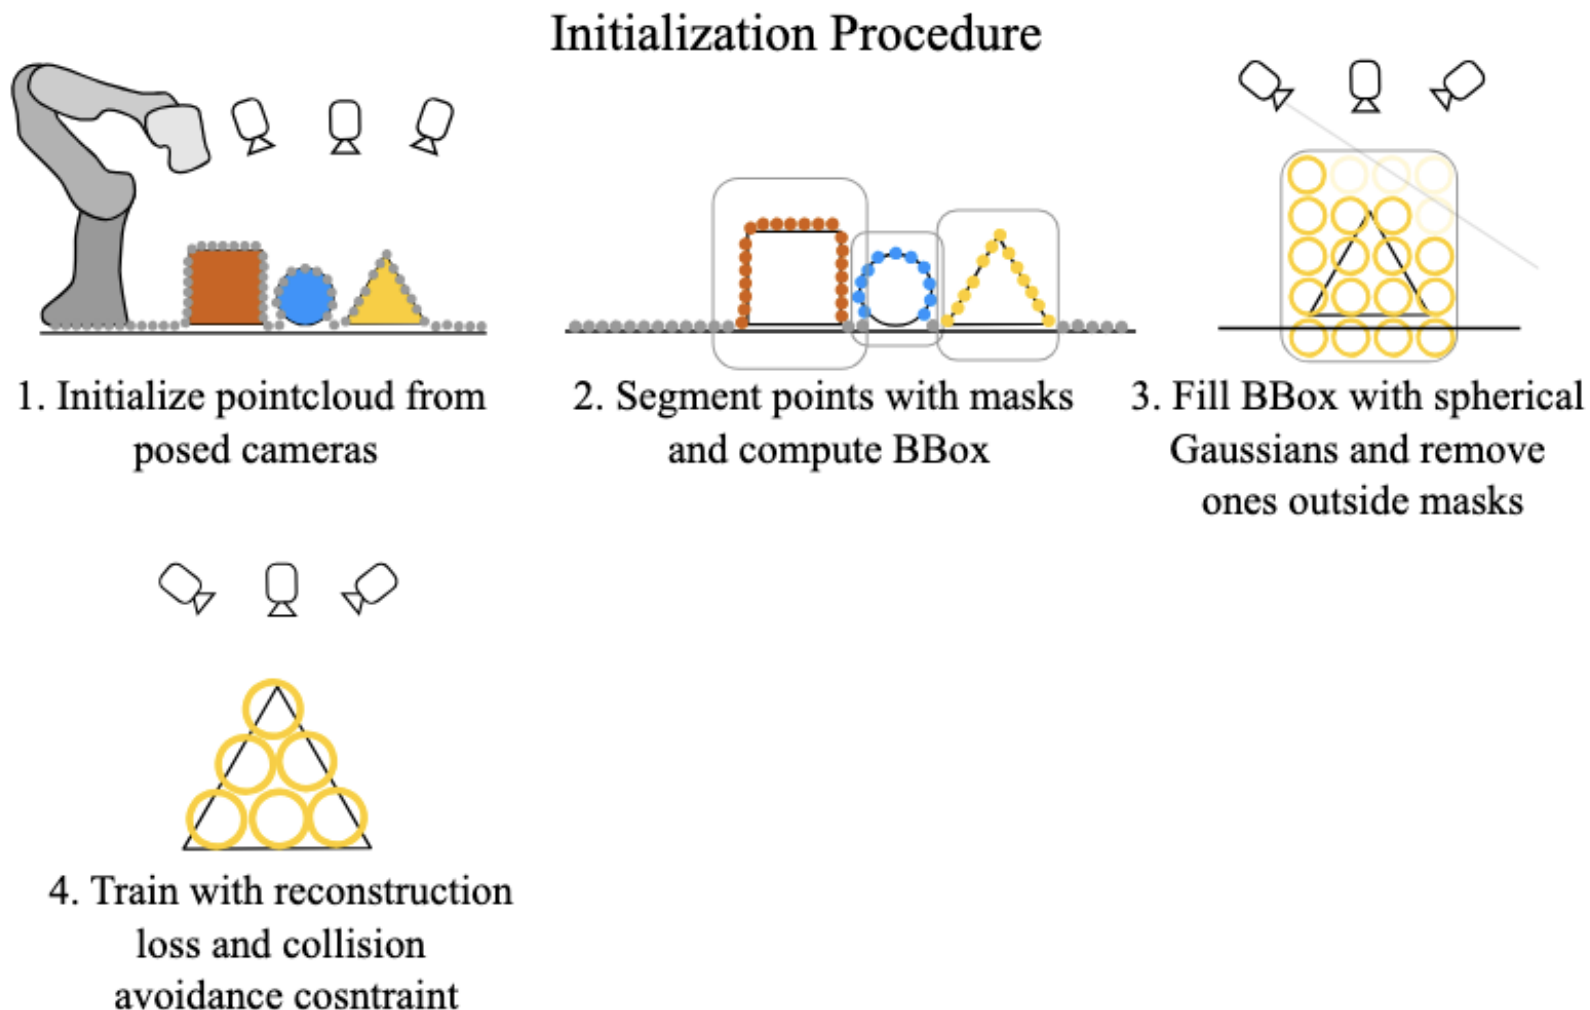 Initialization Procedure
1. Initialize pointcloud from
posed cameras
2. Segment points with masks
and compute BBox
3. Fill BBox with spherical
Gaussians and remove
ones outside masks
4. Train with reconstruction
loss and collision
avoidance cosntraint